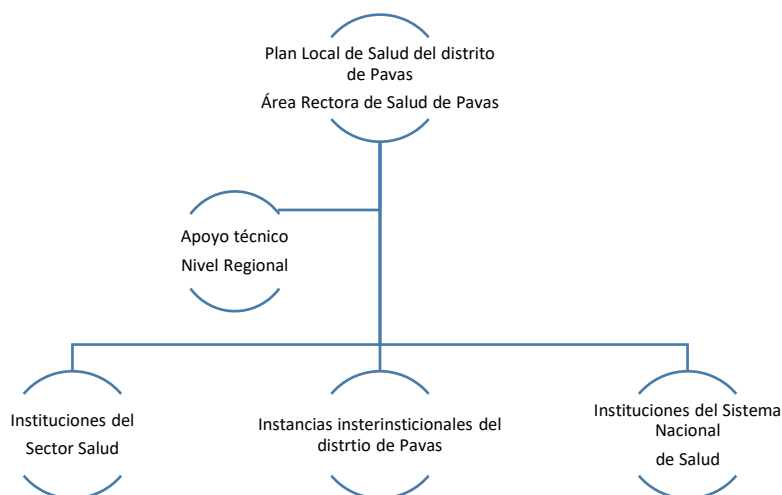 Plan Local de Salud del distrito
de Pavas
Área Rectora de Salud de Pavas
Apoyo técnico
Nivel Regional
Instituciones del
Sector Salud
Instancias insterinsticionales del
distrtio de Pavas
Instituciones del Sistema
Nacional
de Salud